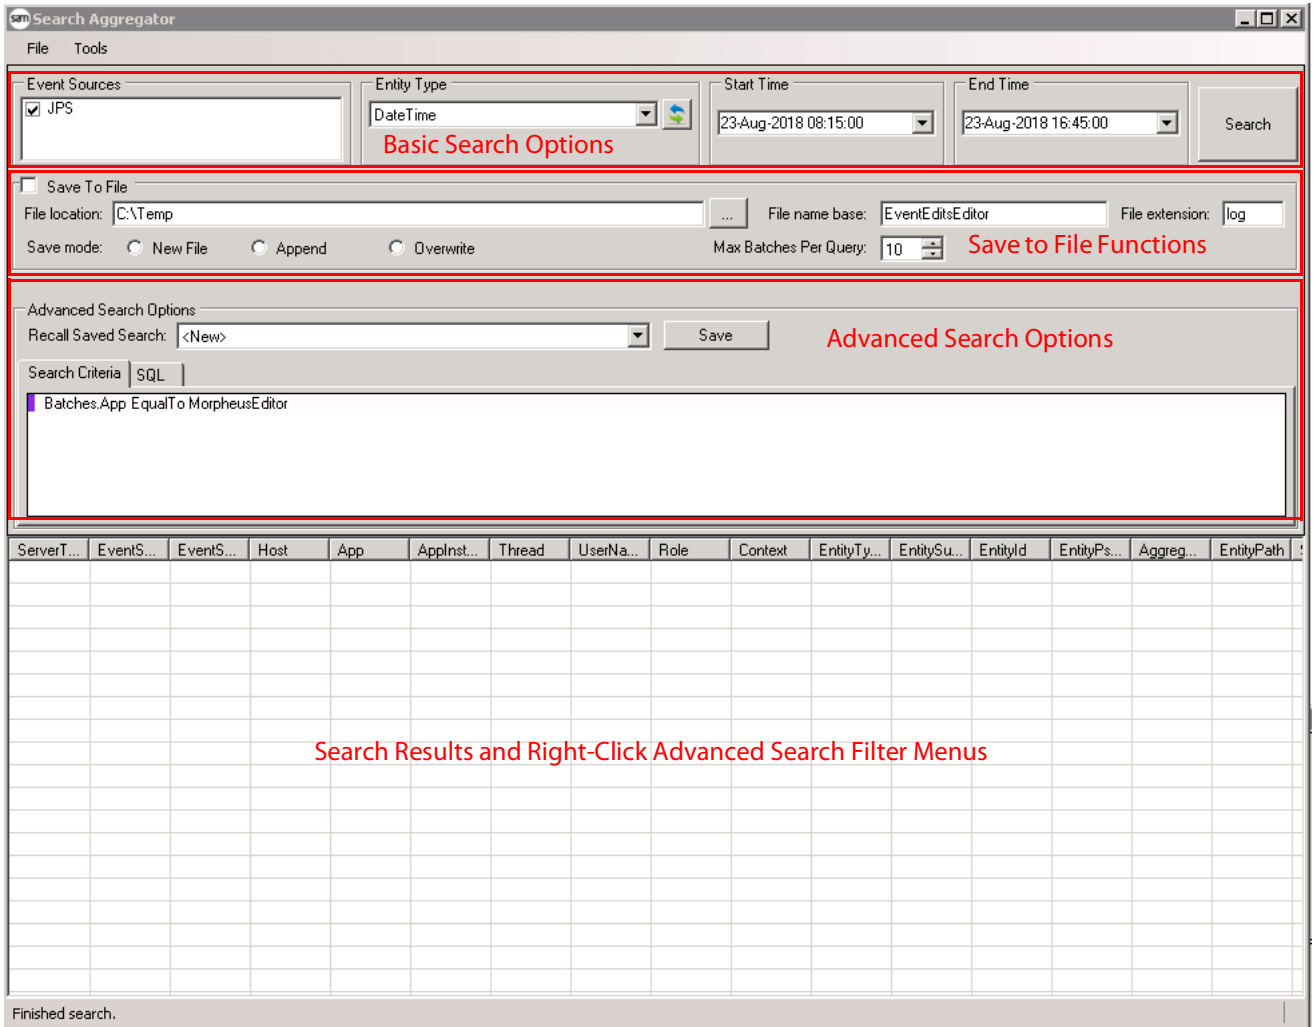 sam Search Aggregator
File Tools
Event Sources Entity Type Start Time End Time
JPS DateTime 23-Aug-2018 08:15:00 23-Aug-2018 16:45:00 Search
Basic Search Options
Save To File
File location: C:\Temp ... File name base: EventEditsEditor File extension: log
Save mode: New File Append Overwrite Max Batches Per Query: 10 Save to File Functions
Advanced Search Options
Recall Saved Search: <New> Save Advanced Search Options
Search Criteria SQL
Batches.App EqualTo MorpheusEditor
ServerT... EventS... EventS... Host App AppInst... Thread UserNa... Role Context EntityTy... EntitySu... EntityId EntityPs... Aggreg... EntityPath
Search Results and Right-Click Advanced Search Filter Menus
Finished search.